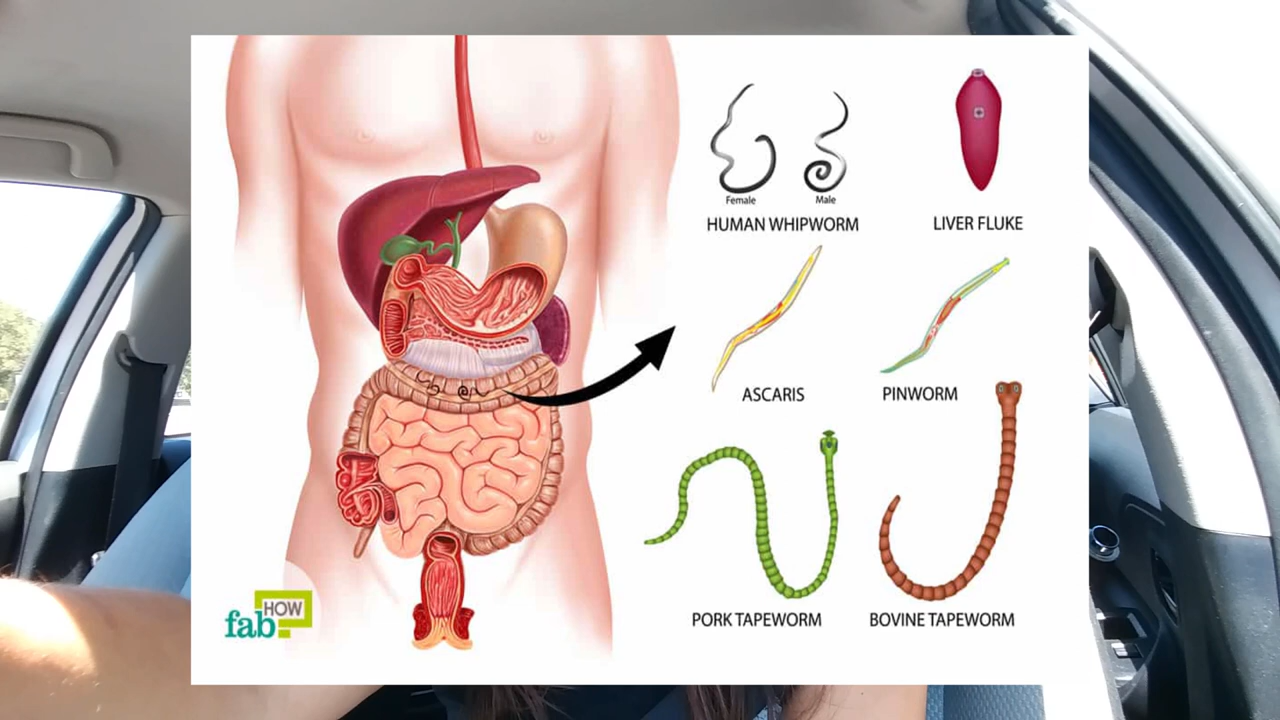 Female
Male
HUMAN WHIPWORM
LIVER FLUKE
ASCARIS
PINWORM
PORK TAPEWORM
BOVINE TAPEWORM
fab HOW